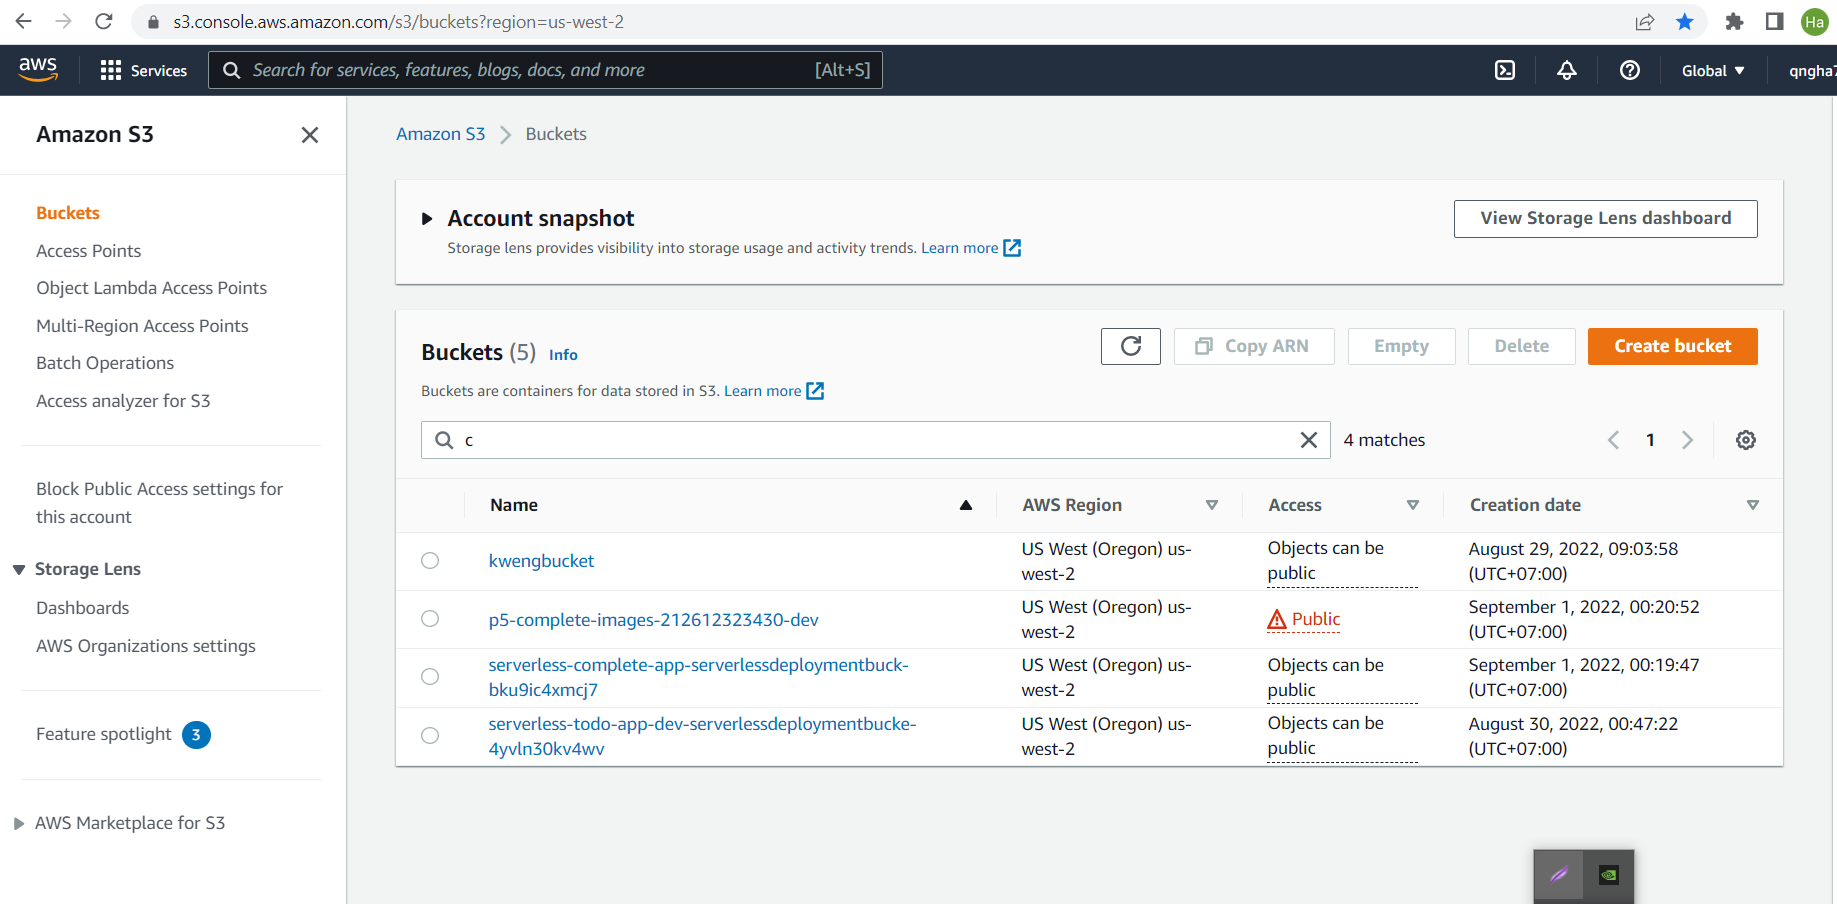 s3.console.aws.amazon.com/s3/buckets?region=us-west-2
Ha
aws
Services
Search for services, features, blogs, docs, and more
[Alt+S]
Global
qngha7
Amazon S3
Buckets
Access Points
Object Lambda Access Points
Multi-Region Access Points
Batch Operations
Access analyzer for S3
Block Public Access settings for
this account
Storage Lens
Dashboards
AWS Organizations settings
Feature spotlight 3
AWS Marketplace for S3
Amazon S3 Buckets
Account snapshot
Storage lens provides visibility into storage usage and activity trends. Learn more
View Storage Lens dashboard
Buckets (5) Info
Buckets are containers for data stored in S3. Learn more
Copy ARN
Empty
Delete
Create bucket
c
4 matches
1
Name AWS Region Access Creation date
kwengbucket
US West (Oregon) us-
west-2
Objects can be
public
August 29, 2022, 09:03:58
(UTC+07:00)
p5-complete-images-212612323430-dev
US West (Oregon) us-
west-2
Public
September 1, 2022, 00:20:52
(UTC+07:00)
serverless-complete-app-serverlessdeploymentbuck-
bku9ic4xmcj7
US West (Oregon) us-
west-2
Objects can be
public
September 1, 2022, 00:19:47
(UTC+07:00)
serverless-todo-app-dev-serverlessdeploymentbucke-
4yvln30kv4wv
US West (Oregon) us-
west-2
Objects can be
public
August 30, 2022, 00:47:22
(UTC+07:00)